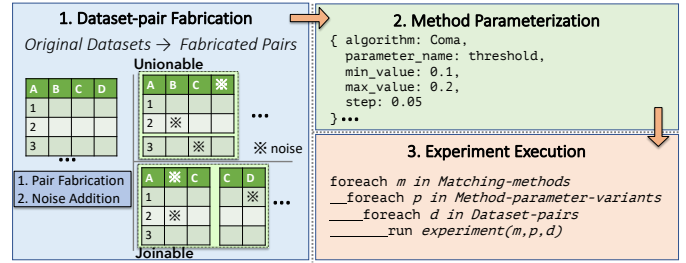 1. Dataset-pair Fabrication
Original Datasets → Fabricated Pairs
Unionable
A B C D
1
2
3
...
A B C ※
1
2 ※
3 ※
...
※ noise
1. Pair Fabrication
2. Noise Addition
A ※ C C D
1 ※
2 ※
3
...
Joinable
2. Method Parameterization
{ algorithm: Coma,
parameter_name: threshold,
min_value: 0.1,
max_value: 0.2,
step: 0.05
} ...
3. Experiment Execution
foreach m in Matching-methods
__foreach p in Method-parameter-variants
____foreach d in Dataset-pairs
_______run experiment(m,p,d)